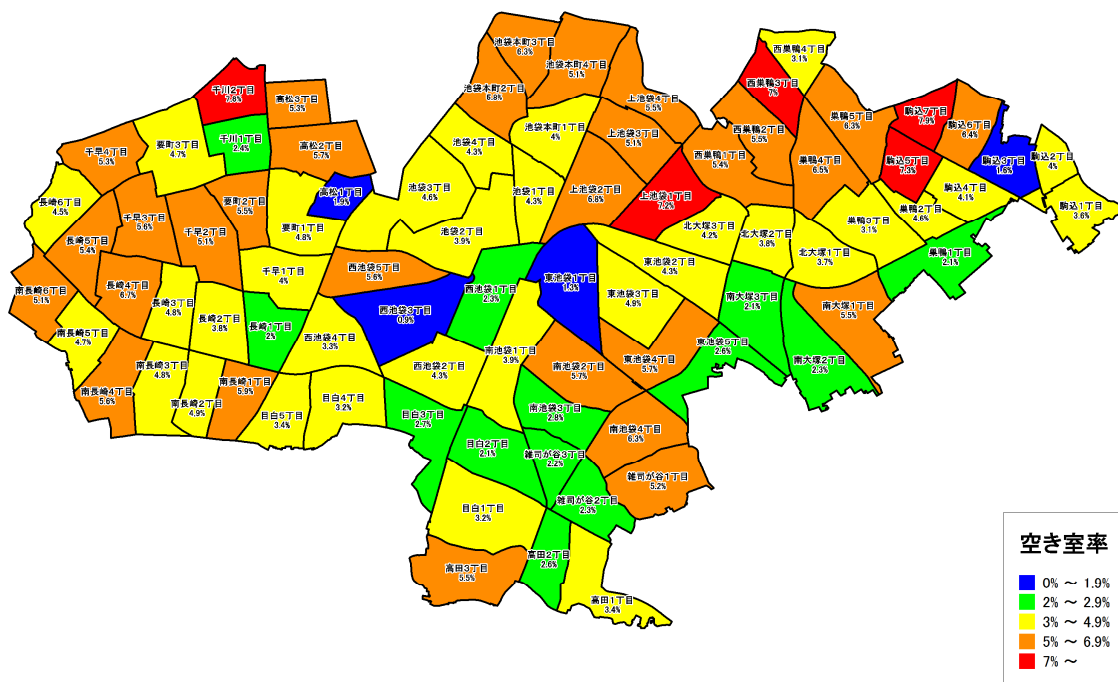 池袋本町3丁目
6.3%
西巣鴨4丁目
3.1%
池袋本町4丁目
5.1%
千川2丁目
7.8%
池袋本町2丁目
6.8%
西巣鴨3丁目
7%
高松3丁目
5.3%
上池袋4丁目
5.5%
駒込7丁目
7.9%
巣鴨5丁目
6.3%
駒込6丁目
6.4%
池袋本町1丁目
4%
西巣鴨2丁目
5.5%
上池袋3丁目
5.1%
千川1丁目
2.4%
要町3丁目
4.7%
高松2丁目
5.7%
池袋4丁目
4.3%
千早4丁目
5.3%
西巣鴨1丁目
5.4%
巣鴨4丁目
6.5%
駒込5丁目
7.3%
駒込3丁目
1.6%
駒込2丁目
4%
高松1丁目
1.9%
池袋3丁目
4.6%
池袋1丁目
4.3%
上池袋2丁目
6.8%
上池袋1丁目
7.2%
駒込4丁目
4.1%
長崎6丁目
4.5%
要町2丁目
5.5%
駒込1丁目
3.6%
巣鴨2丁目
4.6%
千早3丁目
5.6%
巣鴨3丁目
3.1%
要町1丁目
4.8%
北大塚3丁目
4.2%
千早2丁目
5.1%
池袋2丁目
3.9%
北大塚2丁目
3.8%
長崎5丁目
5.4%
北大塚1丁目
3.7%
巣鴨1丁目
2.1%
東池袋2丁目
4.3%
西池袋5丁目
5.6%
千早1丁目
4%
東池袋1丁目
1.3%
長崎4丁目
6.7%
南長崎6丁目
5.1%
西池袋1丁目
2.3%
東池袋3丁目
4.9%
南大塚3丁目
2.1%
長崎3丁目
4.8%
南大塚1丁目
5.5%
西池袋3丁目
0.9%
長崎2丁目
3.8%
長崎1丁目
2%
南長崎5丁目
4.7%
西池袋4丁目
3.3%
東池袋5丁目
2.6%
南池袋1丁目
3.9%
東池袋4丁目
5.7%
南大塚2丁目
2.3%
南長崎3丁目
4.8%
西池袋2丁目
4.3%
南池袋2丁目
5.7%
南長崎1丁目
5.9%
南長崎4丁目
5.6%
目白4丁目
3.2%
南長崎2丁目
4.9%
南池袋3丁目
2.8%
目白5丁目
3.4%
目白3丁目
2.7%
南池袋4丁目
6.3%
目白2丁目
2.1%
雑司が谷3丁目
2.2%
雑司が谷1丁目
5.2%
雑司が谷2丁目
2.3%
目白1丁目
3.2%
高田2丁目
2.6%
高田3丁目
5.5%
高田1丁目
3.4%
空き室率
0% ～ 1.9%
2% ～ 2.9%
3% ～ 4.9%
5% ～ 6.9%
7% ～